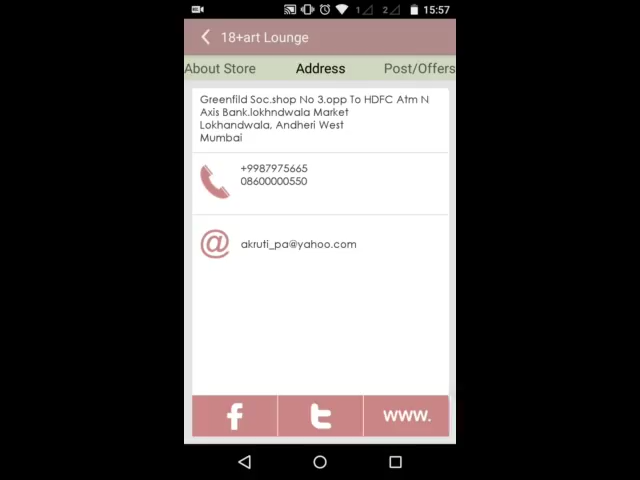 1 2 15:57
18+art Lounge
About Store Address Post/Offers
Greenfild Soc.shop No 3.opp To HDFC Atm N
Axis Bank.lokhndwala Market
Lokhandwala, Andheri West
Mumbai
+9987975665
08600000550
@ akruti_pa@yahoo.com
f t www.